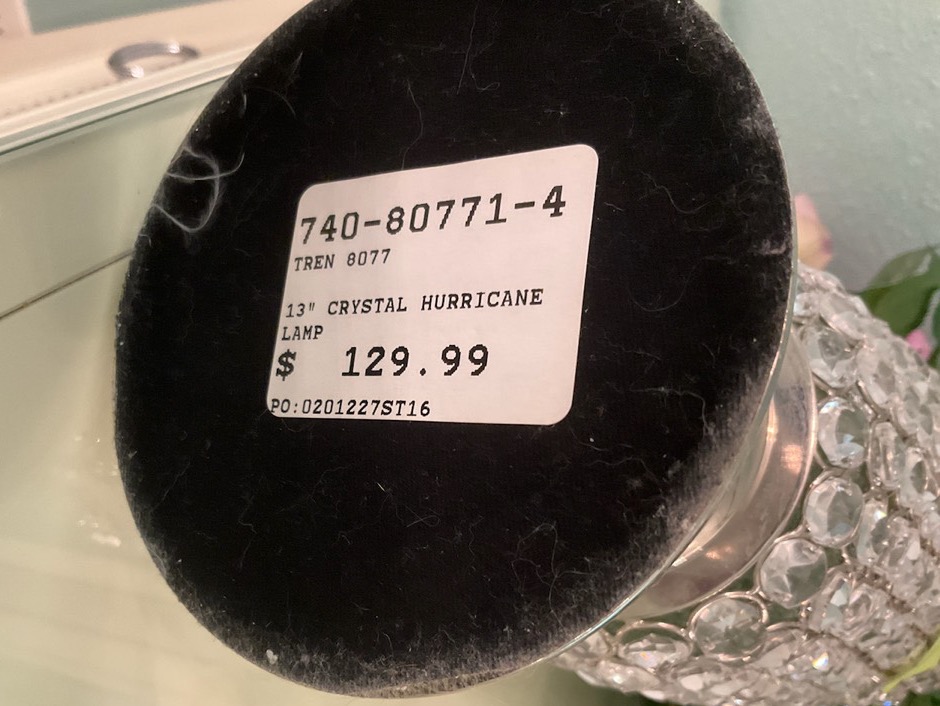 740-80771-4
TREN 8077
13" CRYSTAL HURRICANE
LAMP
$ 129.99
PO:0201227ST16